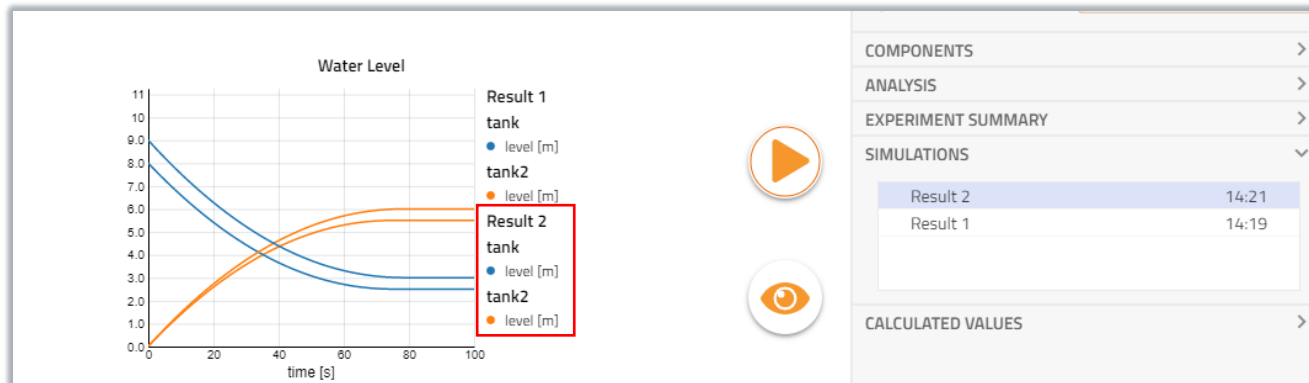 Water Level
11
10
9.0
8.0
7.0
6.0
5.0
4.0
3.0
2.0
1.0
0.0
0 20 40 60 80 100
time [s]
Result 1
tank
level [m]
tank2
level [m]
Result 2
tank
level [m]
tank2
level [m]
COMPONENTS
ANALYSIS
EXPERIMENT SUMMARY
SIMULATIONS
Result 2 14:21
Result 1 14:19
CALCULATED VALUES